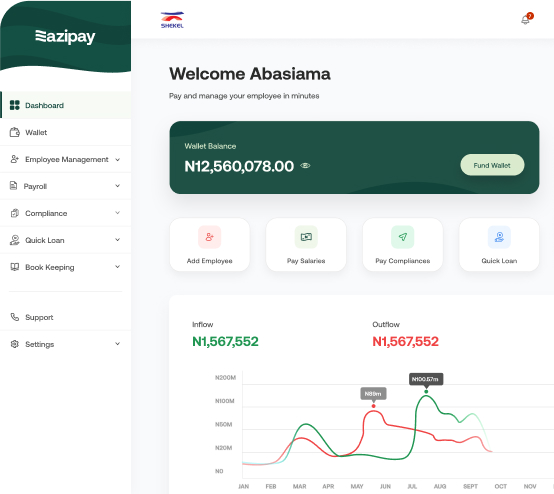 Eazipay
Dashboard
Wallet
Employee Management
Payroll
Compliance
Quick Loan
Book Keeping
Support
Settings
SHEKEL
7
Welcome Abasiama
Pay and manage your employee in minutes
Wallet Balance
N12,560,078.00
Fund Wallet
Add Employee
Pay Salaries
Pay Compliances
Quick Loan
Inflow
N1,567,552
Outflow
N1,567,552
N200M
N100M
N50M
N20M
N0
N89m
N100.57m
JAN FEB MAR APR MAY JUN JUL AUG SEPT OCT NOV